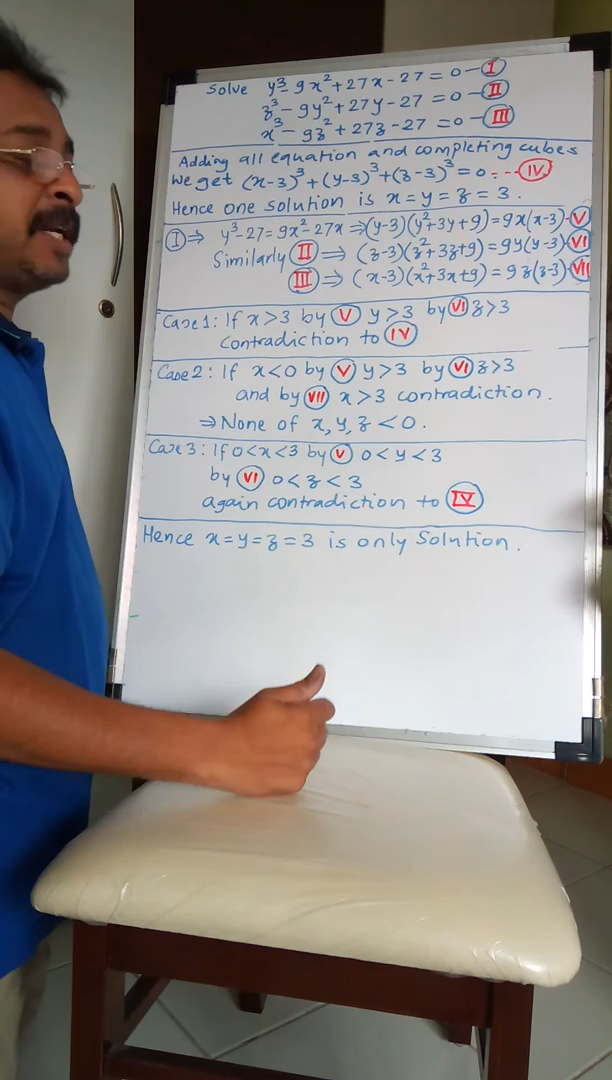 Solve y³ - 9x² + 27x - 27 = 0 - I
z³ - 9y² + 27y - 27 = 0 - II
x³ - 9z² + 27z - 27 = 0 - III
Adding all equation and completing cubes
We get (x-3)³ + (y-3)³ + (z-3)³ = 0 ---- IV
Hence one solution is x = y = z = 3.
I ⇒ y³ - 27 = 9x² - 27x ⇒ (y-3)(y²+3y+9) = 9x(x-3) - V
Similarly II ⇒ (z-3)(z²+3z+9) = 9y(y-3) - VI
III ⇒ (x-3)(x²+3x+9) = 9z(z-3) - VII
Case 1: If x>3 by V y>3 by VI z>3
contradiction to IV
Case 2: If x<0 by V y>3 by VI z>3
and by VII x>3 contradiction.
⇒ None of x, y, z < 0.
Case 3: If 0<x<3 by V 0<y<3
by VI 0<z<3
again contradiction to IV
Hence x = y = z = 3 is only Solution.